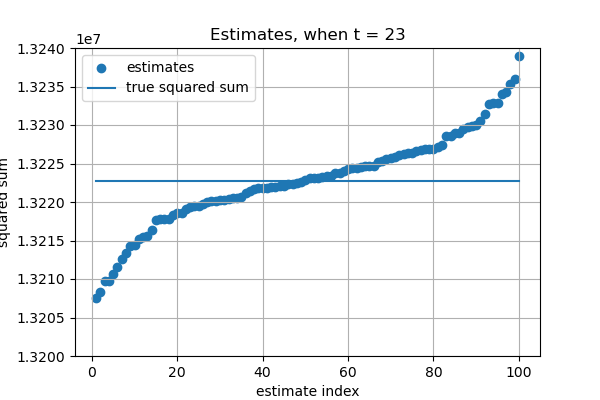 Estimates, when t = 23
1e7
1.3240
1.3235
1.3230
1.3225
1.3220
1.3215
1.3210
1.3205
1.3200
squared sum
estimates
true squared sum
0 20 40 60 80 100
estimate index